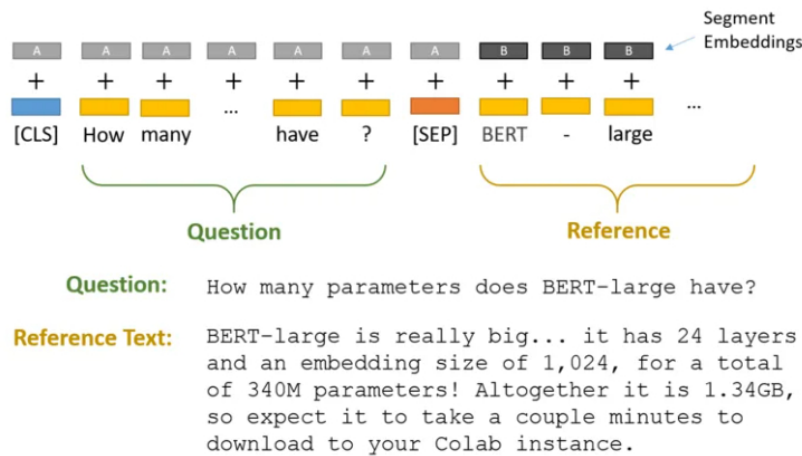 Segment
Embeddings
A A A A A A A B B B
+ + + + + + + + + +
... ...
[CLS] How many have ? [SEP] BERT - large
Question Reference
Question: How many parameters does BERT-large have?
Reference Text: BERT-large is really big... it has 24 layers
and an embedding size of 1,024, for a total
of 340M parameters! Altogether it is 1.34GB,
so expect it to take a couple minutes to
download to your Colab instance.